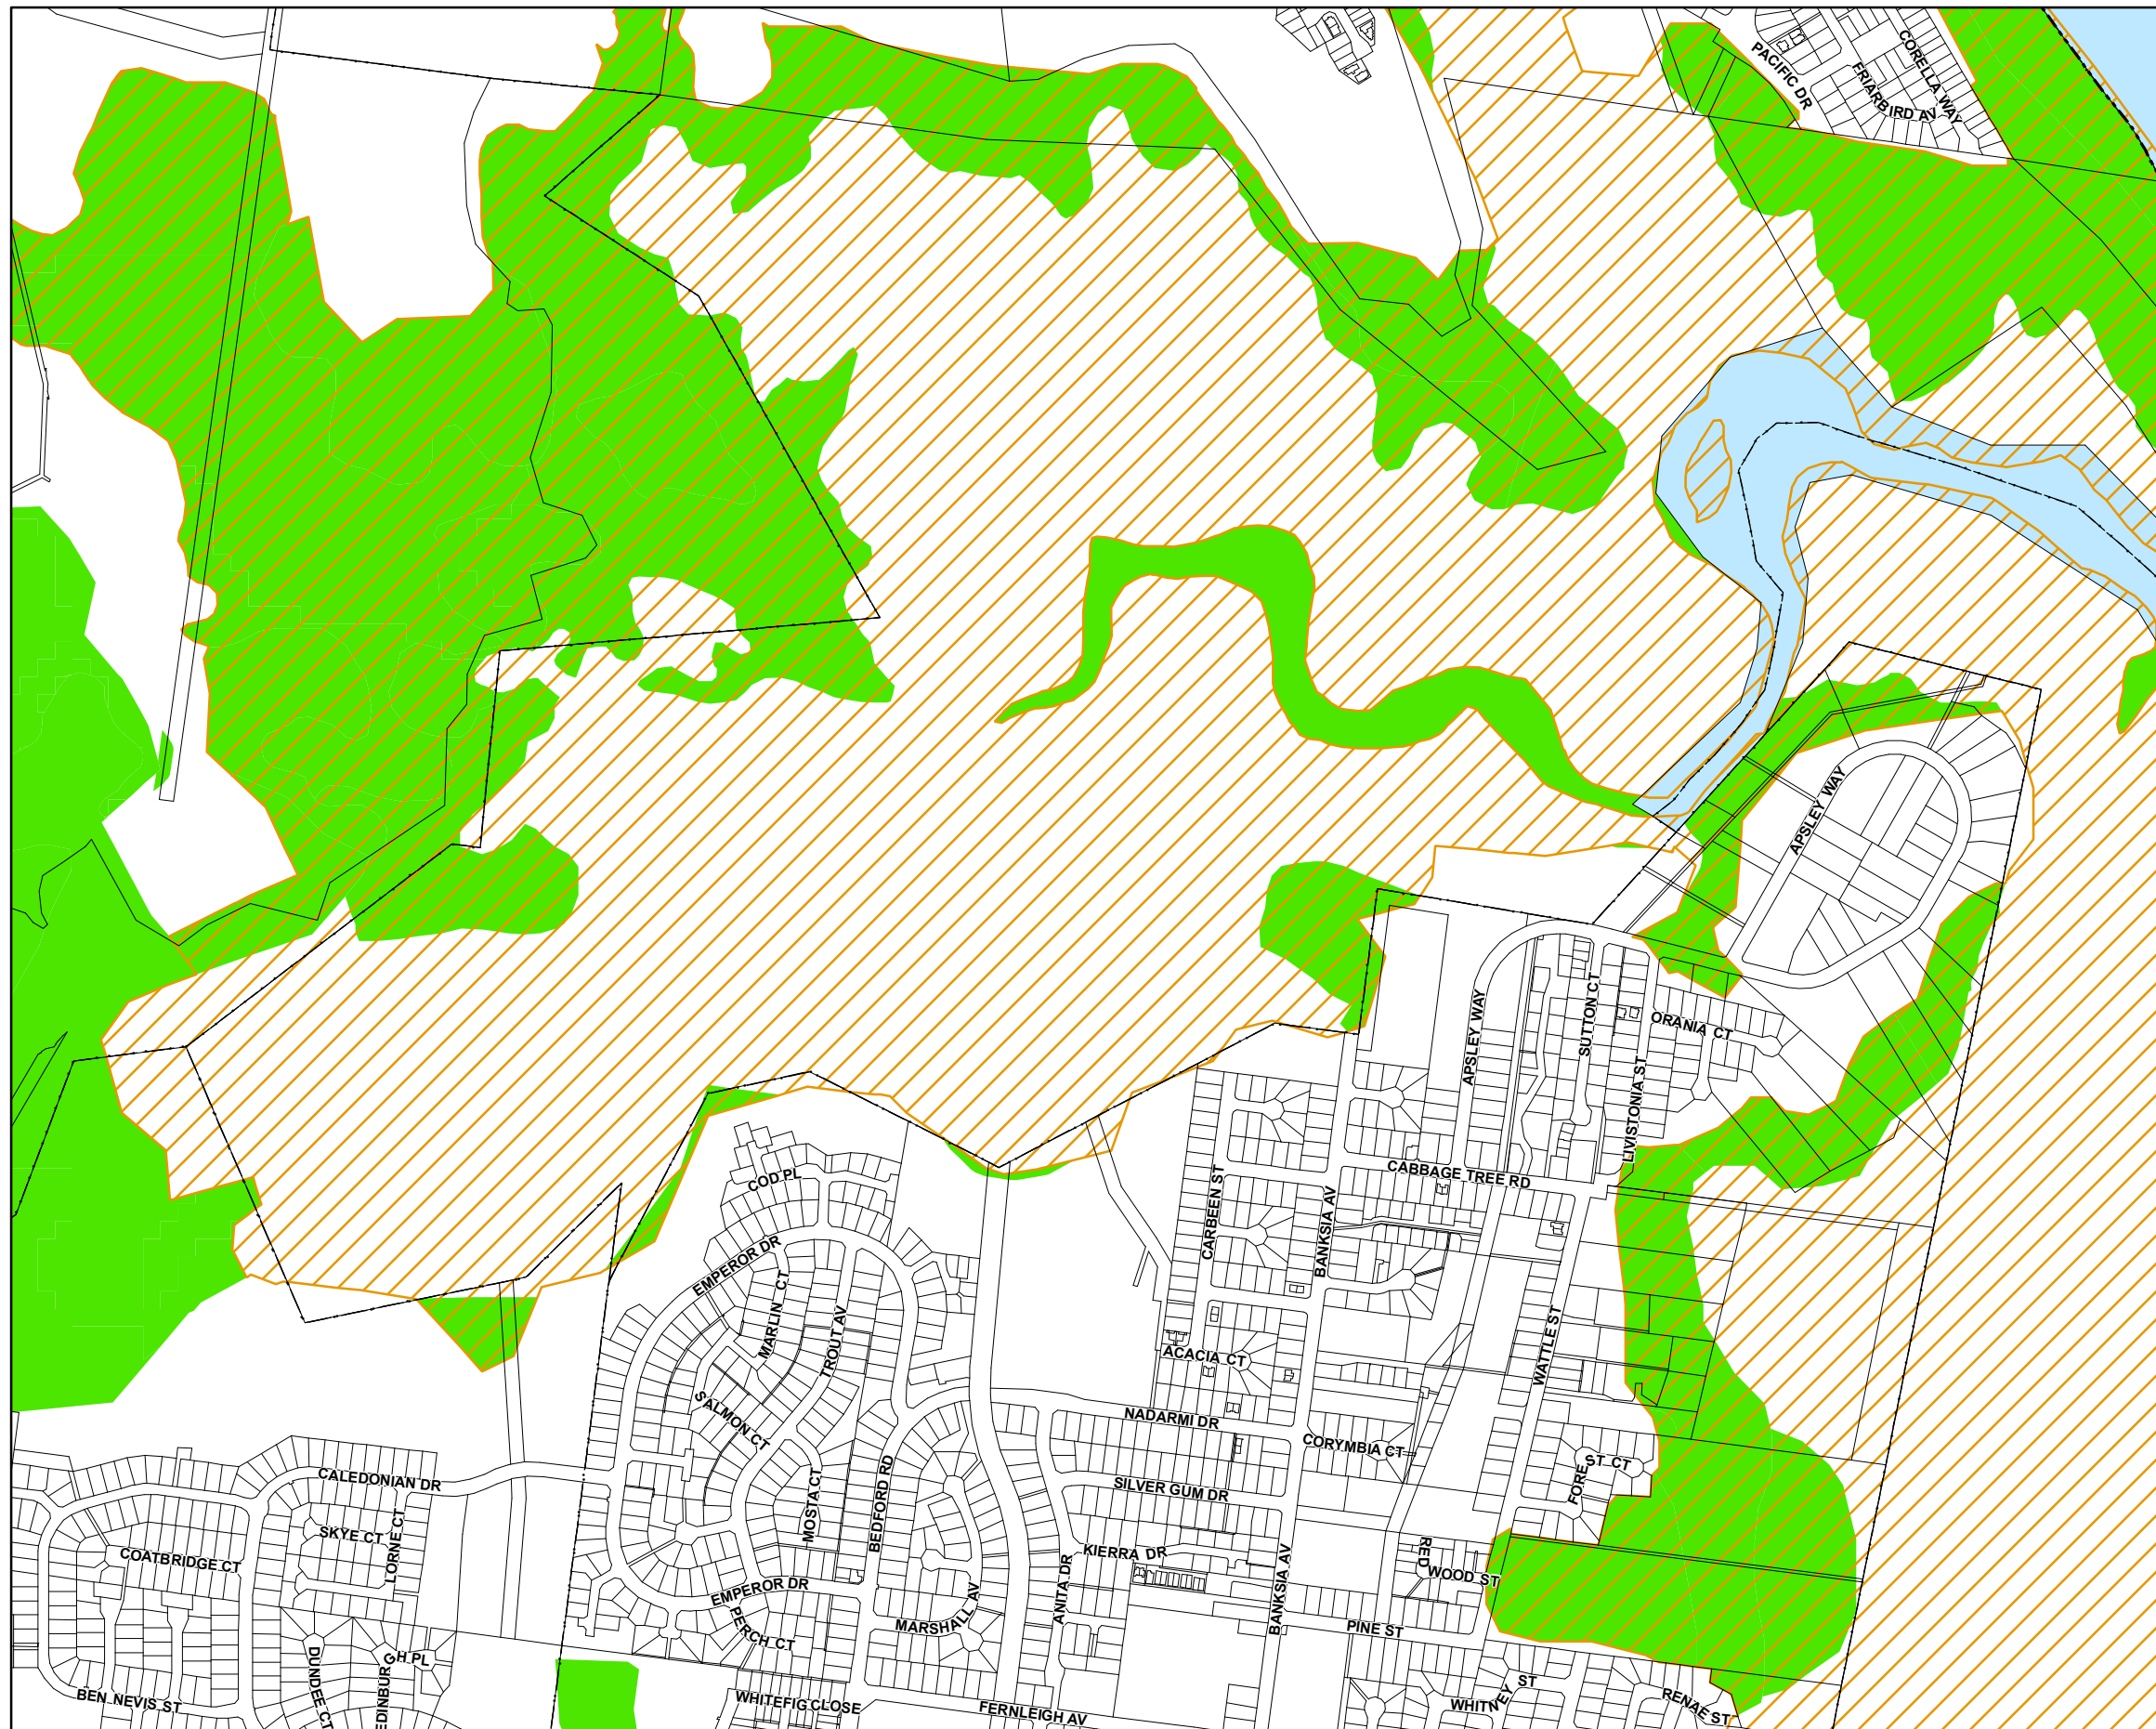 CORELLA WAY
PACIFIC DR
FRIARBIRD AV
APSLEY WAY
APSLEY WAY
SUTTON CT
ORANIA CT
LIVISTONIA ST
CABBAGE TREE RD
COD PL
CARBEEN ST
BANKSIA AV
EMPEROR DR
MARLIN CT
TROUT AV
WATTLE ST
ACACIA CT
SALMON CT
NADARMI DR
CORYMBIA CT
FOREST CT
CALEDONIAN DR
MOSTA CT
BEDFORD RD
SILVER GUM DR
SKYE CT
LORNE CT
COATBRIDGE CT
KIERRA DR
RED WOOD ST
EMPEROR DR
ANITA DR
BANKSIA AV
PERCH CT
MARSHALL AV
PINE ST
DUNDEE CT
EDINBURGH PL
BEN NEVIS ST
WHITEFIG CLOSE
FERNLEIGH AV
WHITNEY ST
RENAE ST